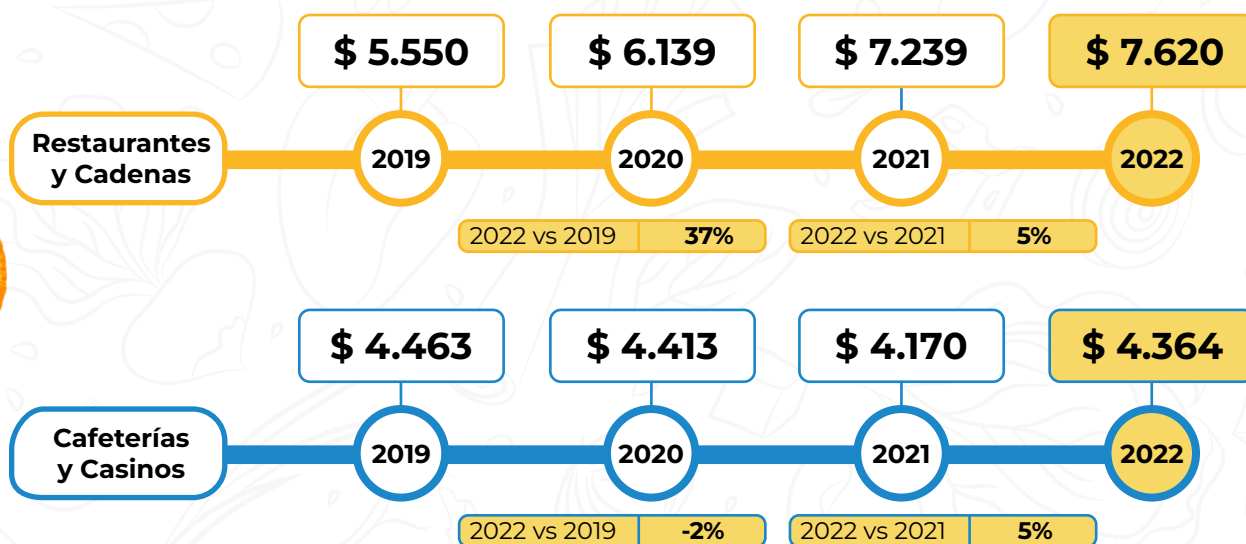 $ 5.550
$ 6.139
$ 7.239
$ 7.620
Restaurantes
y Cadenas
2019
2020
2021
2022
2022 vs 2019 37%
2022 vs 2021 5%
$ 4.463
$ 4.413
$ 4.170
$ 4.364
Cafeterías
y Casinos
2019
2020
2021
2022
2022 vs 2019 -2%
2022 vs 2021 5%